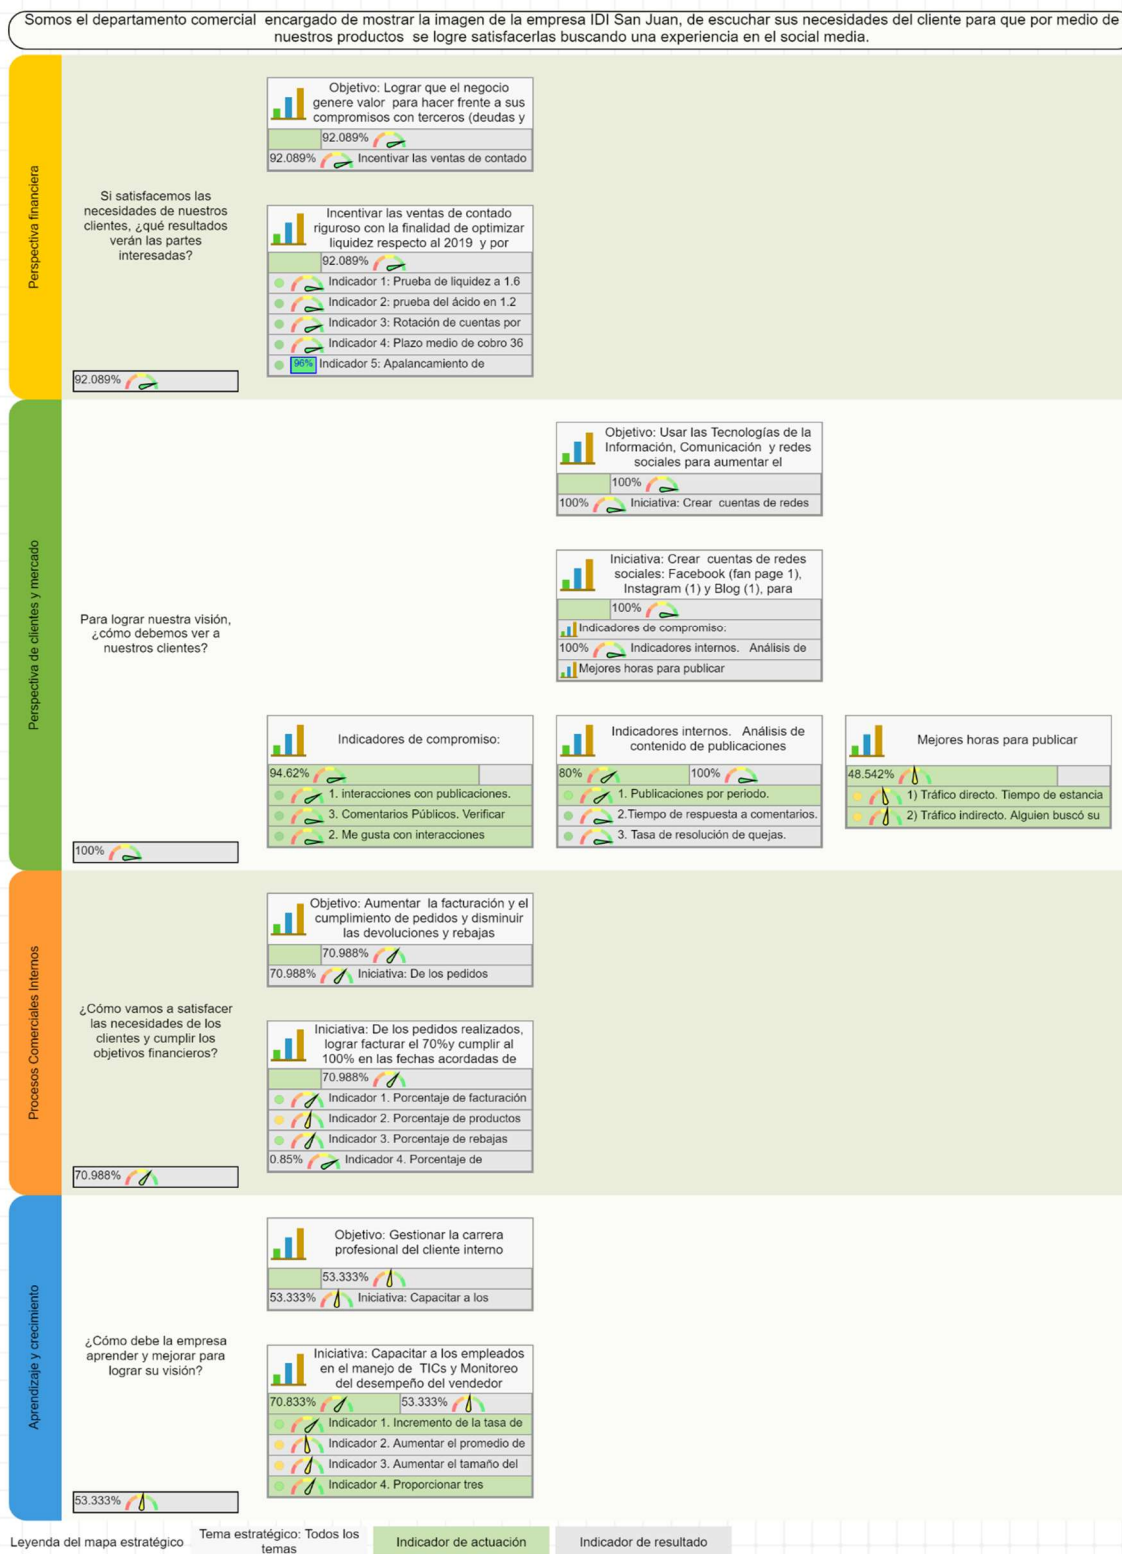 Somos el departamento comercial encargado de mostrar la imagen de la empresa IDI San Juan, de escuchar sus necesidades del cliente para que por medio de
nuestros productos se logre satisfacerlas buscando una experiencia en el social media.
Perspectiva financiera
Si satisfacemos las
necesidades de nuestros
clientes, ¿qué resultados
verán las partes
interesadas?
92.089%
Objetivo: Lograr que el negocio
genere valor para hacer frente a sus
compromisos con terceros (deudas y
92.089%
92.089% Incentivar las ventas de contado
Incentivar las ventas de contado
riguroso con la finalidad de optimizar
liquidez respecto al 2019 y por
92.089%
Indicador 1: Prueba de liquidez a 1.6
Indicador 2: prueba del ácido en 1.2
Indicador 3: Rotación de cuentas por
Indicador 4: Plazo medio de cobro 36
96% Indicador 5: Apalancamiento de
Perspectiva de clientes y mercado
Para lograr nuestra visión,
¿cómo debemos ver a
nuestros clientes?
100%
Objetivo: Usar las Tecnologías de la
Información, Comunicación y redes
sociales para aumentar el
100%
100% Iniciativa: Crear cuentas de redes
Iniciativa: Crear cuentas de redes
sociales: Facebook (fan page 1),
Instagram (1) y Blog (1), para
100%
Indicadores de compromiso:
100% Indicadores internos. Análisis de
Mejores horas para publicar
Indicadores de compromiso:
94.62%
1. interacciones con publicaciones.
3. Comentarios Públicos. Verificar
2. Me gusta con interacciones
Indicadores internos. Análisis de
contenido de publicaciones
80% 100%
1. Publicaciones por periodo.
2.Tiempo de respuesta a comentarios.
3. Tasa de resolución de quejas.
Mejores horas para publicar
48.542%
1) Tráfico directo. Tiempo de estancia
2) Tráfico indirecto. Alguien buscó su
Procesos Comerciales Internos
¿Cómo vamos a satisfacer
las necesidades de los
clientes y cumplir los
objetivos financieros?
70.988%
Objetivo: Aumentar la facturación y el
cumplimiento de pedidos y disminuir
las devoluciones y rebajas
70.988%
70.988% Iniciativa: De los pedidos
Iniciativa: De los pedidos realizados,
lograr facturar el 70%y cumplir al
100% en las fechas acordadas de
70.988%
Indicador 1. Porcentaje de facturación
Indicador 2. Porcentaje de productos
Indicador 3. Porcentaje de rebajas
0.85% Indicador 4. Porcentaje de
Aprendizaje y crecimiento
¿Cómo debe la empresa
aprender y mejorar para
lograr su visión?
53.333%
Objetivo: Gestionar la carrera
profesional del cliente interno
53.333%
53.333% Iniciativa: Capacitar a los
Iniciativa: Capacitar a los empleados
en el manejo de TICs y Monitoreo
del desempeño del vendedor
70.833% 53.333%
Indicador 1. Incremento de la tasa de
Indicador 2. Aumentar el promedio de
Indicador 3. Aumentar el tamaño del
Indicador 4. Proporcionar tres
Leyenda del mapa estratégico
Tema estratégico: Todos los
temas
Indicador de actuación
Indicador de resultado